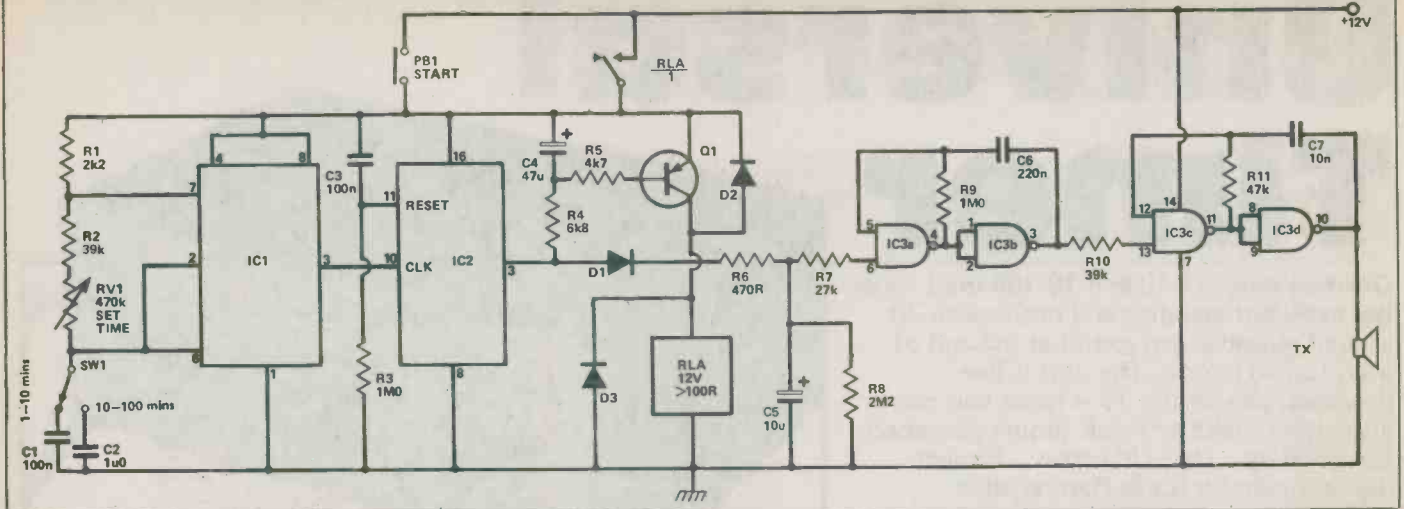 +12V
PB1
START
RLA
1
R1
2k2
4
8
16
C4
47u
R5
4k7
Q1
D2
C6
220n
C7
10n
7
C3
100n
11
RESET
R4
6k8
R9
1M0
R11
47k
12
14
8
5
4
1
3
IC3a
IC3b
11
IC3c
10
IC3d
R2
39k
2
IC1
3
10
CLK
IC2
3
D1
R6
470R
R7
27k
6
2
R10
39k
13
7
9
RV1
470k
SET
TIME
6
SW1
1
R3
1M0
8
D3
RLA
12V
>100R
C5
10u
R8
2M2
TX
1–10 mins
10–100 mins
C1
100n
C2
1u0